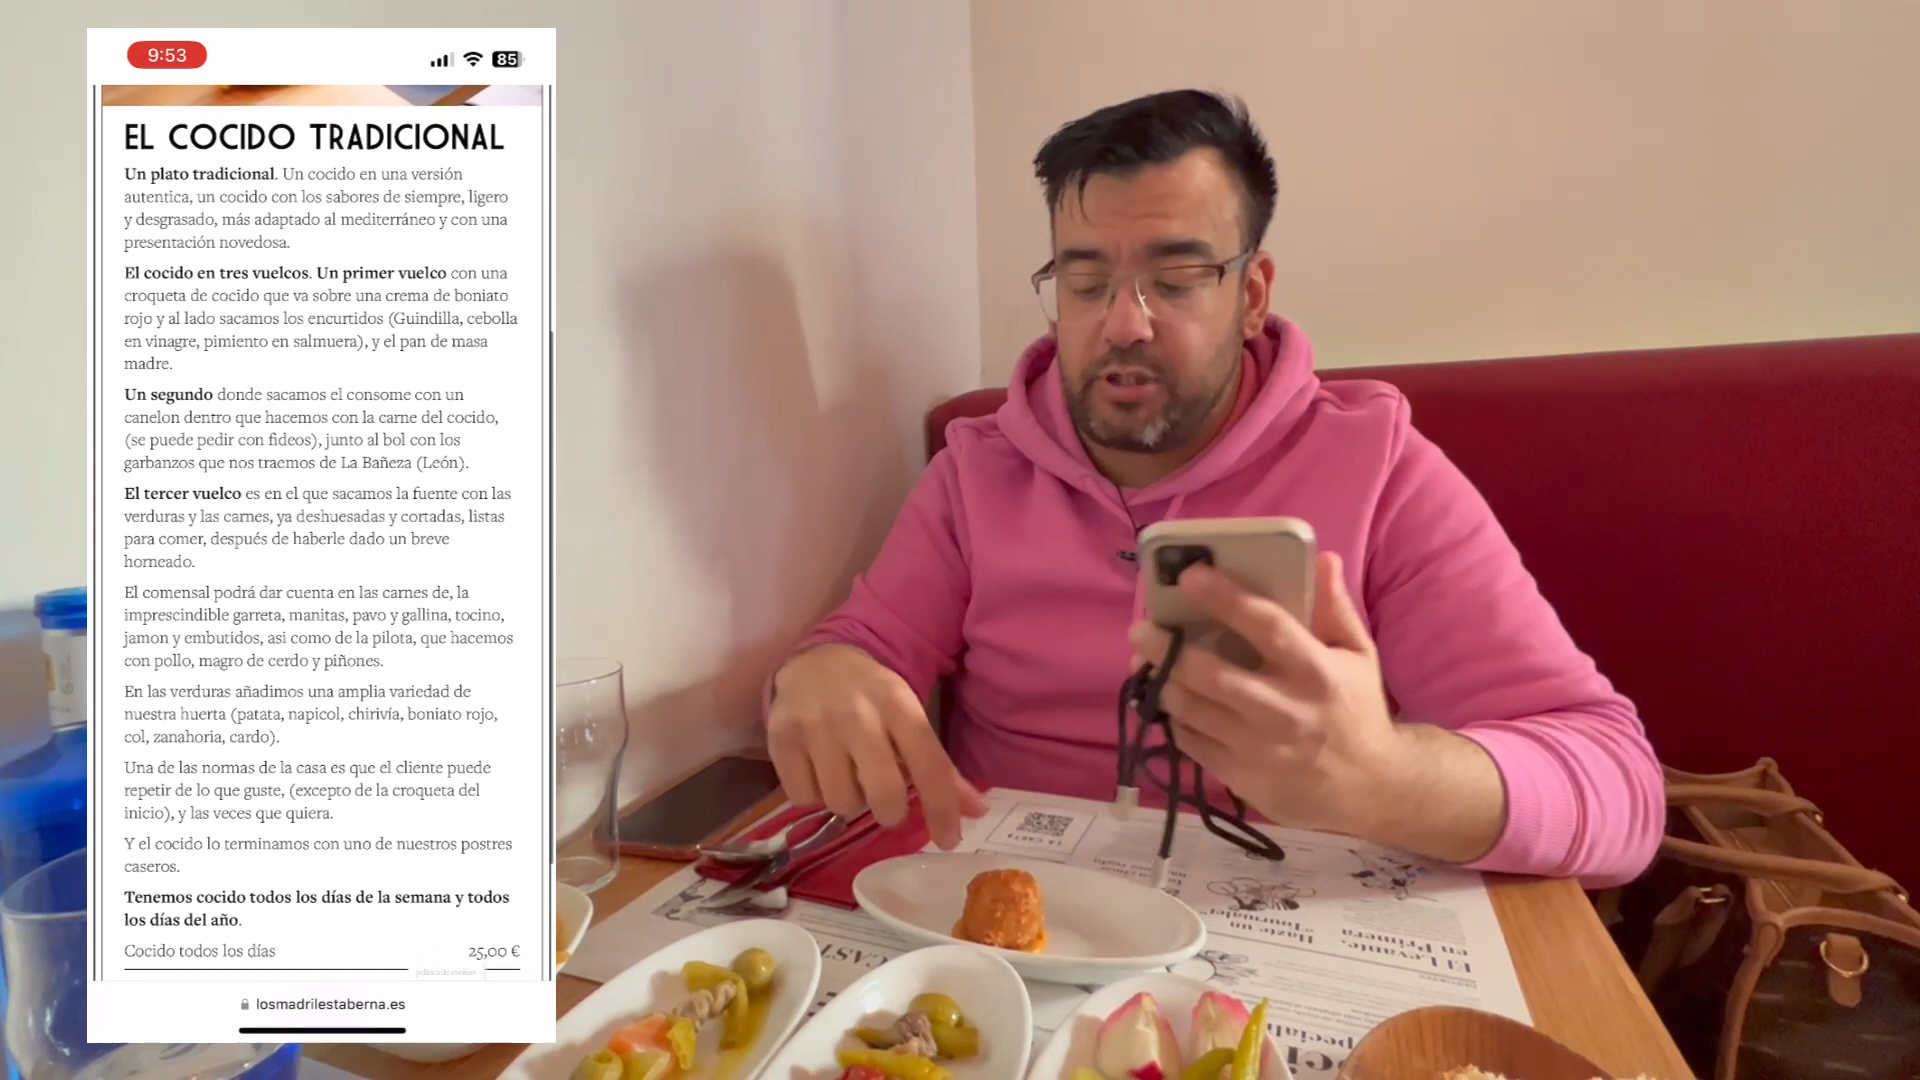 9:53
85
EL COCIDO TRADICIONAL
Un plato tradicional. Un cocido en una versión
autentica, un cocido con los sabores de siempre, ligero
y desgrasado, más adaptado al mediterráneo y con una
presentación novedosa.
El cocido en tres vuelcos. Un primer vuelco con una
croqueta de cocido que va sobre una crema de boniato
rojo y al lado sacamos los encurtidos (Guindilla, cebolla
en vinagre, pimiento en salmuera), y el pan de masa
madre.
Un segundo donde sacamos el consome con un
canelon dentro que hacemos con la carne del cocido,
(se puede pedir con fideos), junto al bol con los
garbanzos que nos traemos de La Bañeza (León).
El tercer vuelco es en el que sacamos la fuente con las
verduras y las carnes, ya deshuesadas y cortadas, listas
para comer, después de haberle dado un breve
horneado.
El comensal podrá dar cuenta en las carnes de, la
imprescindible garreta, manitas, pavo y gallina, tocino,
jamon y embutidos, asi como de la pilota, que hacemos
con pollo, magro de cerdo y piñones.
En las verduras añadimos una amplia variedad de
nuestra huerta (patata, napicol, chirivía, boniato rojo,
col, zanahoria, cardo).
Una de las normas de la casa es que el cliente puede
repetir de lo que guste, (excepto de la croqueta del
inicio), y las veces que quiera.
Y el cocido lo terminamos con uno de nuestros postres
caseros.
Tenemos cocido todos los días de la semana y todos
los días del año.
Cocido todos los días 25,00 €
política de cookies
losmadrilestaberna.es
LA CARTA
Hazte un
"Tourmalet"
El Levante,
en Primera